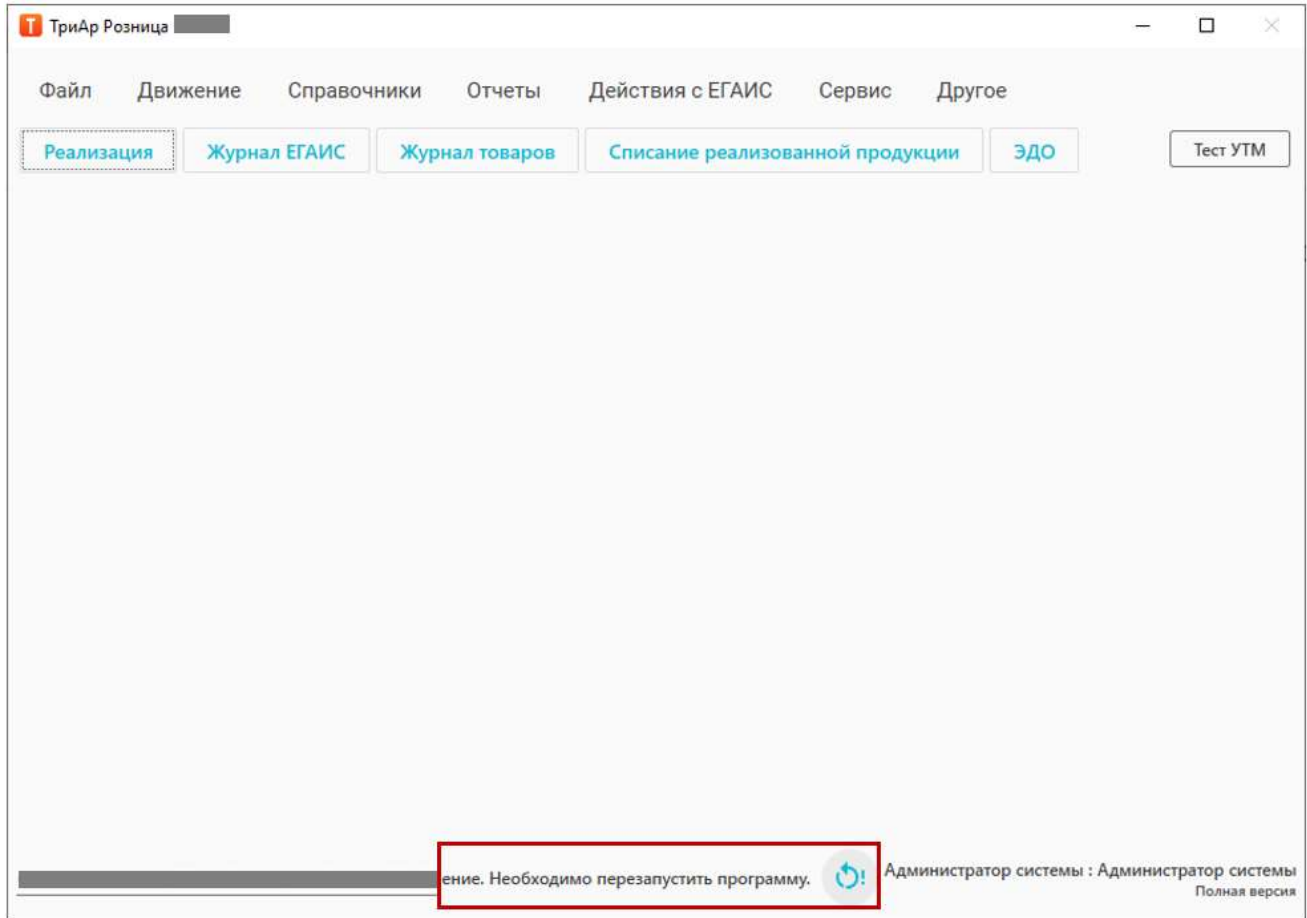 ТриАр Розница
Файл Движение Справочники Отчеты Действия с ЕГАИС Сервис Другое
Реализация Журнал ЕГАИС Журнал товаров Списание реализованной продукции ЭДО Тест УТМ
ение. Необходимо перезапустить программу. Администратор системы : Администратор системы
Полная версия